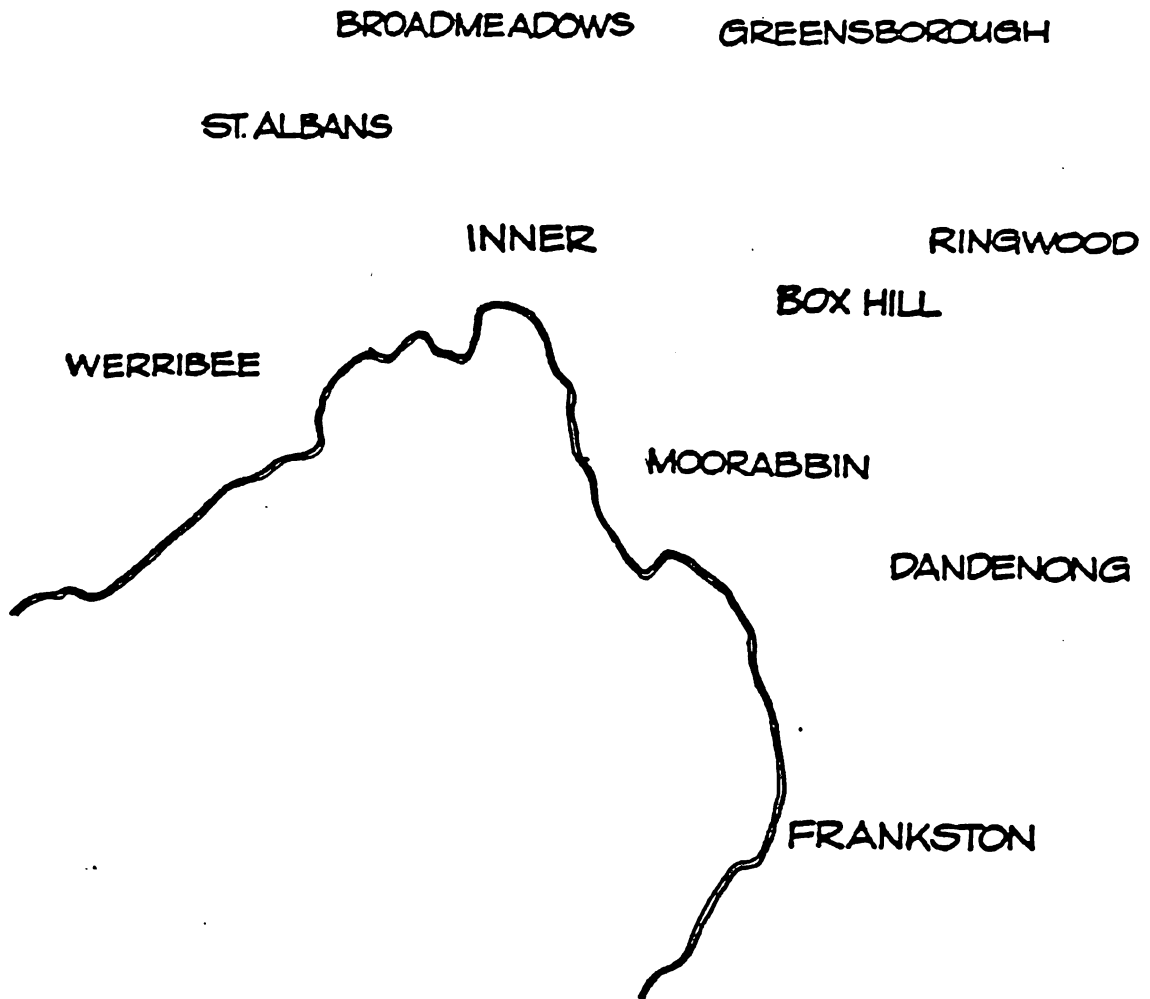 BROADMEADOWS
GREENSBOROUGH
ST. ALBANS
INNER
RINGWOOD
BOX HILL
WERRIBEE
MOORABBIN
DANDENONG
FRANKSTON